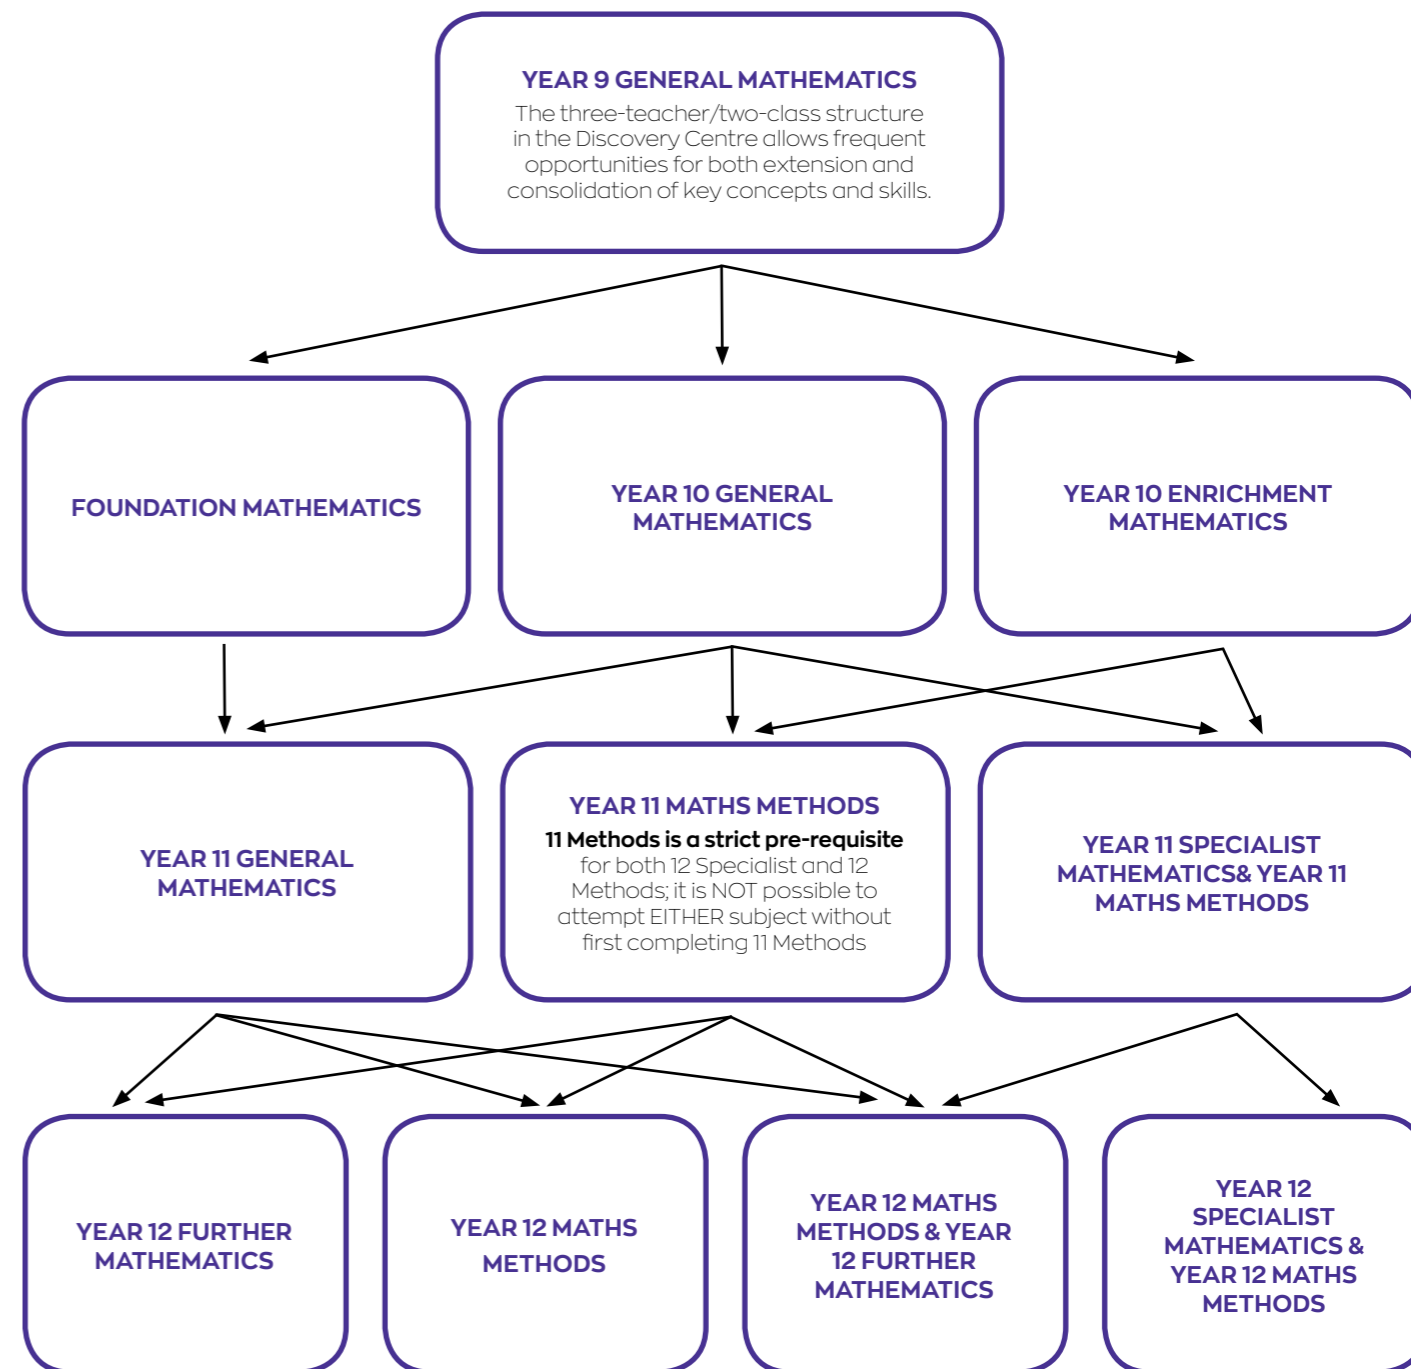 YEAR 9 GENERAL MATHEMATICS
The three-teacher/two-class structure
in the Discovery Centre allows frequent
opportunities for both extension and
consolidation of key concepts and skills.
FOUNDATION MATHEMATICS
YEAR 10 GENERAL
MATHEMATICS
YEAR 10 ENRICHMENT
MATHEMATICS
YEAR 11 GENERAL
MATHEMATICS
YEAR 11 MATHS METHODS
11 Methods is a strict pre-requisite
for both 12 Specialist and 12
Methods; it is NOT possible to
attempt EITHER subject without
first completing 11 Methods
YEAR 11 SPECIALIST
MATHEMATICS& YEAR 11
MATHS METHODS
YEAR 12 FURTHER
MATHEMATICS
YEAR 12 MATHS
METHODS
YEAR 12 MATHS
METHODS & YEAR
12 FURTHER
MATHEMATICS
YEAR 12
SPECIALIST
MATHEMATICS &
YEAR 12 MATHS
METHODS